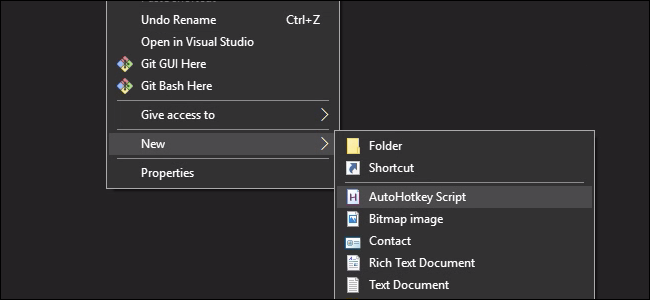 Undo Rename Ctrl+Z
Open in Visual Studio
Git GUI Here
Git Bash Here
Give access to
New
Properties
Folder
Shortcut
AutoHotkey Script
Bitmap image
Contact
Rich Text Document
Text Document